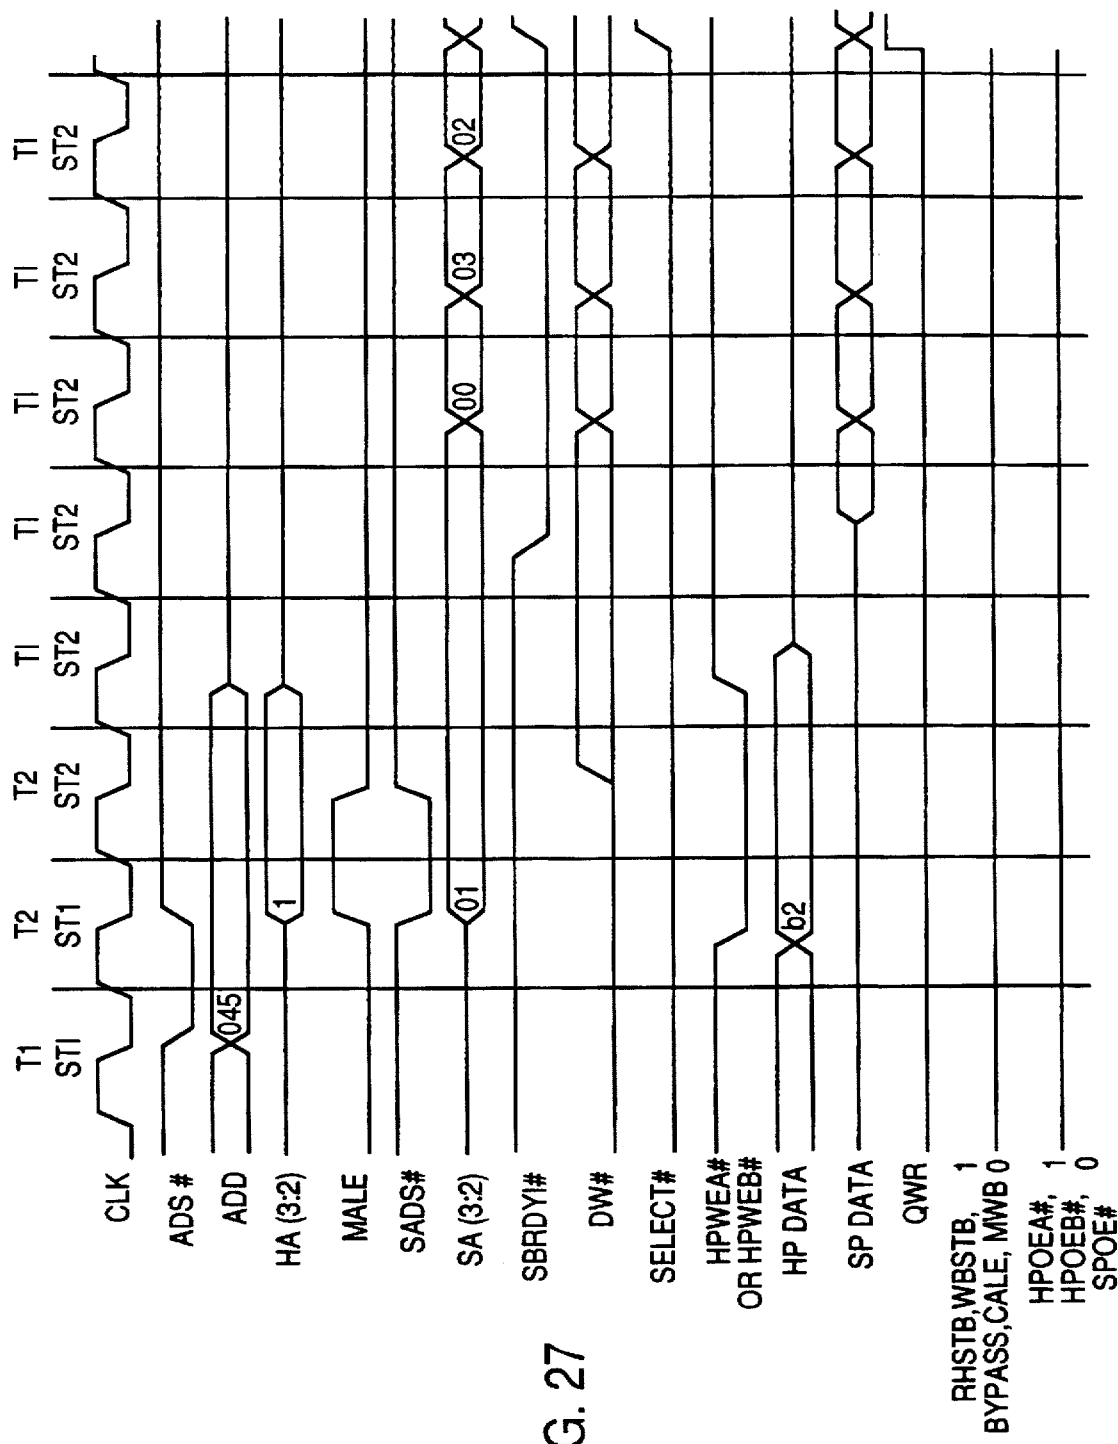 T1 T2 T2 TI TI TI TI TI
STI ST1 ST2 ST2 ST2 ST2 ST2 ST2
CLK
ADS #
ADD 045
HA (3:2) 1
MALE
SADS#
SA (3:2) 01 00 03 02
SBRDYI#
DW#
SELECT#
HPWEA#
OR HPWEB#
HP DATA b2
SP DATA
QWR
RHSTB,WBSTB, 1
BYPASS,CALE, MWB 0
HPOEA#, 1
HPOEB#,
SPOE# 0
G. 27